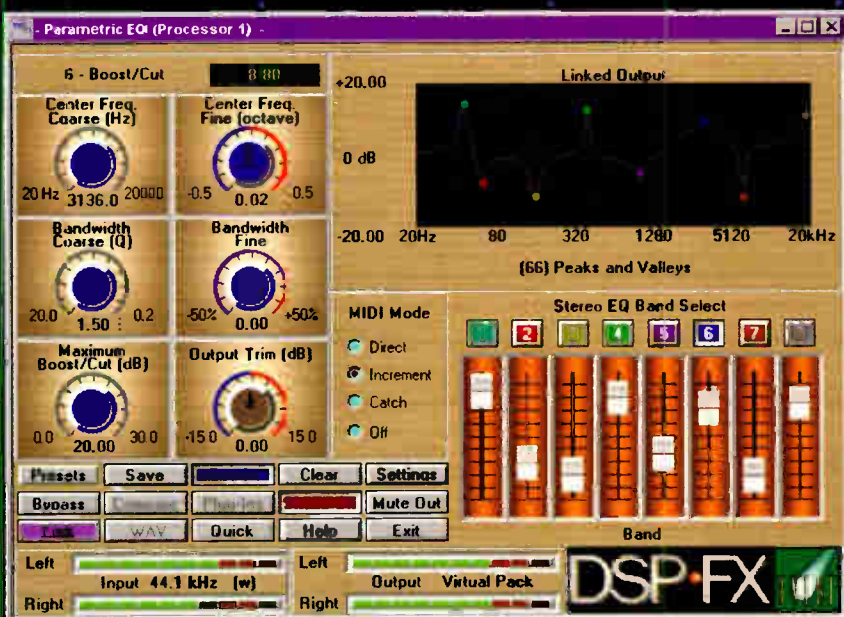 - Parametric EQ (Processor 1) -
6 - Boost/Cut
8.80
Center Freq. Coarse (Hz)
20 Hz 3136.0 20000
Center Freq. Fine (octave)
-0.5 0.02 0.5
Bandwidth Coarse (Q)
20.0 1.50 0.2
Bandwidth Fine
-50% 0.00 +50%
Maximum Boost/Cut (dB)
0.0 20.00 30.0
Output Trim (dB)
-15.0 0.00 15.0
Linked Output
+20.00
0 dB
-20.00 20Hz 80 320 1280 5120 20kHz
(66) Peaks and Valleys
MIDI Mode
Direct
Increment
Catch
Off
Stereo EQ Band Select
2 4 5 6 7
Band
Presets Save Clear Settings
Bypass Mute Out
WAV Quick Help Exit
Left
Input 44.1 kHz (w)
Right
Left
Output Virtual Pack
Right
DSP•FX